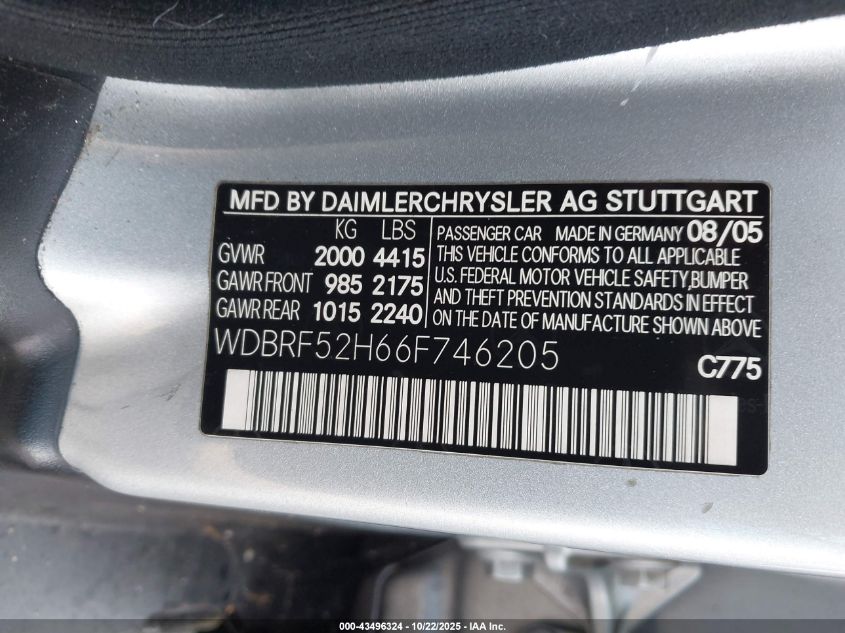 MFD BY DAIMLERCHRYSLER AG STUTTGART
KG LBS
GVWR 2000 4415
GAWR FRONT 985 2175
GAWR REAR 1015 2240
PASSENGER CAR MADE IN GERMANY 08/05
THIS VEHICLE CONFORMS TO ALL APPLICABLE
U.S. FEDERAL MOTOR VEHICLE SAFETY,BUMPER
AND THEFT PREVENTION STANDARDS IN EFFECT
ON THE DATE OF MANUFACTURE SHOWN ABOVE
WDBRF52H66F746205
C775
000-43496324 | 10/22/2025 | IAA Inc.